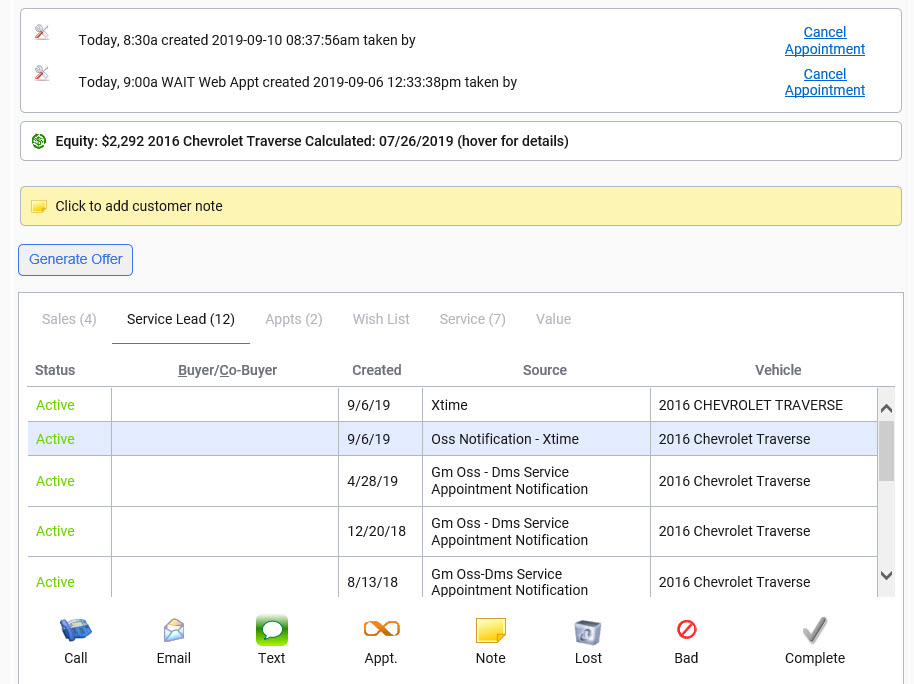 Today, 8:30a created 2019-09-10 08:37:56am taken by
Cancel
Appointment
Today, 9:00a WAIT Web Appt created 2019-09-06 12:33:38pm taken by
Cancel
Appointment
Equity: $2,292 2016 Chevrolet Traverse Calculated: 07/26/2019 (hover for details)
Click to add customer note
Generate Offer
Sales (4) Service Lead (12) Appts (2) Wish List Service (7) Value
Status Buyer/Co-Buyer Created Source Vehicle
Active 9/6/19 Xtime 2016 CHEVROLET TRAVERSE
Active 9/6/19 Oss Notification - Xtime 2016 Chevrolet Traverse
Active 4/28/19 Gm Oss - Dms Service
Appointment Notification 2016 Chevrolet Traverse
Active 12/20/18 Gm Oss - Dms Service
Appointment Notification 2016 Chevrolet Traverse
Active 8/13/18 Gm Oss-Dms Service
Appointment Notification 2016 Chevrolet Traverse
Call Email Text Appt. Note Lost Bad Complete